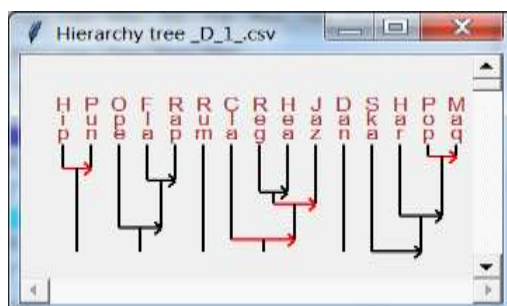 Hierarchy tree _D_1_.csv
Hip Pun Ope Fla Rap Rum Cla Reg Hea Jaz Dan Ska Har Pop Maq